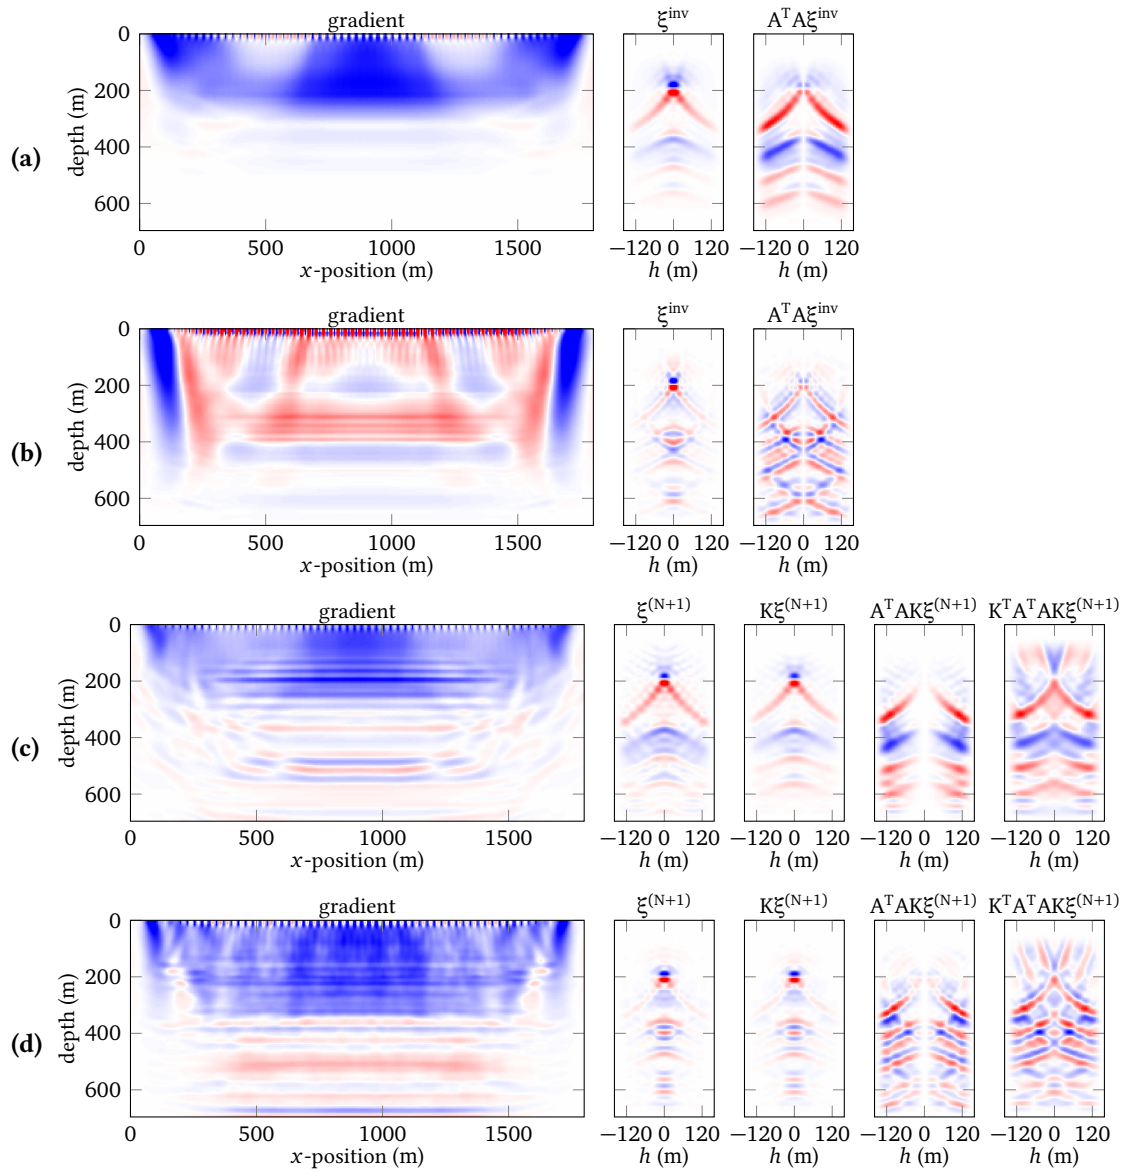 gradient ξ^inv A^T Aξ^inv
0
200
400
600
depth (m)
(a)
0 500 1000 1500 −120 0 120 −120 0 120
x-position (m) h (m) h (m)
gradient ξ^inv A^T Aξ^inv
0
200
400
600
depth (m)
(b)
0 500 1000 1500 −120 0 120 −120 0 120
x-position (m) h (m) h (m)
gradient ξ^(N+1) Kξ^(N+1) A^T AKξ^(N+1) K^T A^T AKξ^(N+1)
0
200
400
600
depth (m)
(c)
0 500 1000 1500 −120 0 120 −120 0 120 −120 0 120 −120 0 120
x-position (m) h (m) h (m) h (m) h (m)
gradient ξ^(N+1) Kξ^(N+1) A^T AKξ^(N+1) K^T A^T AKξ^(N+1)
0
200
400
600
depth (m)
(d)
0 500 1000 1500 −120 0 120 −120 0 120 −120 0 120 −120 0 120
x-position (m) h (m) h (m) h (m) h (m)